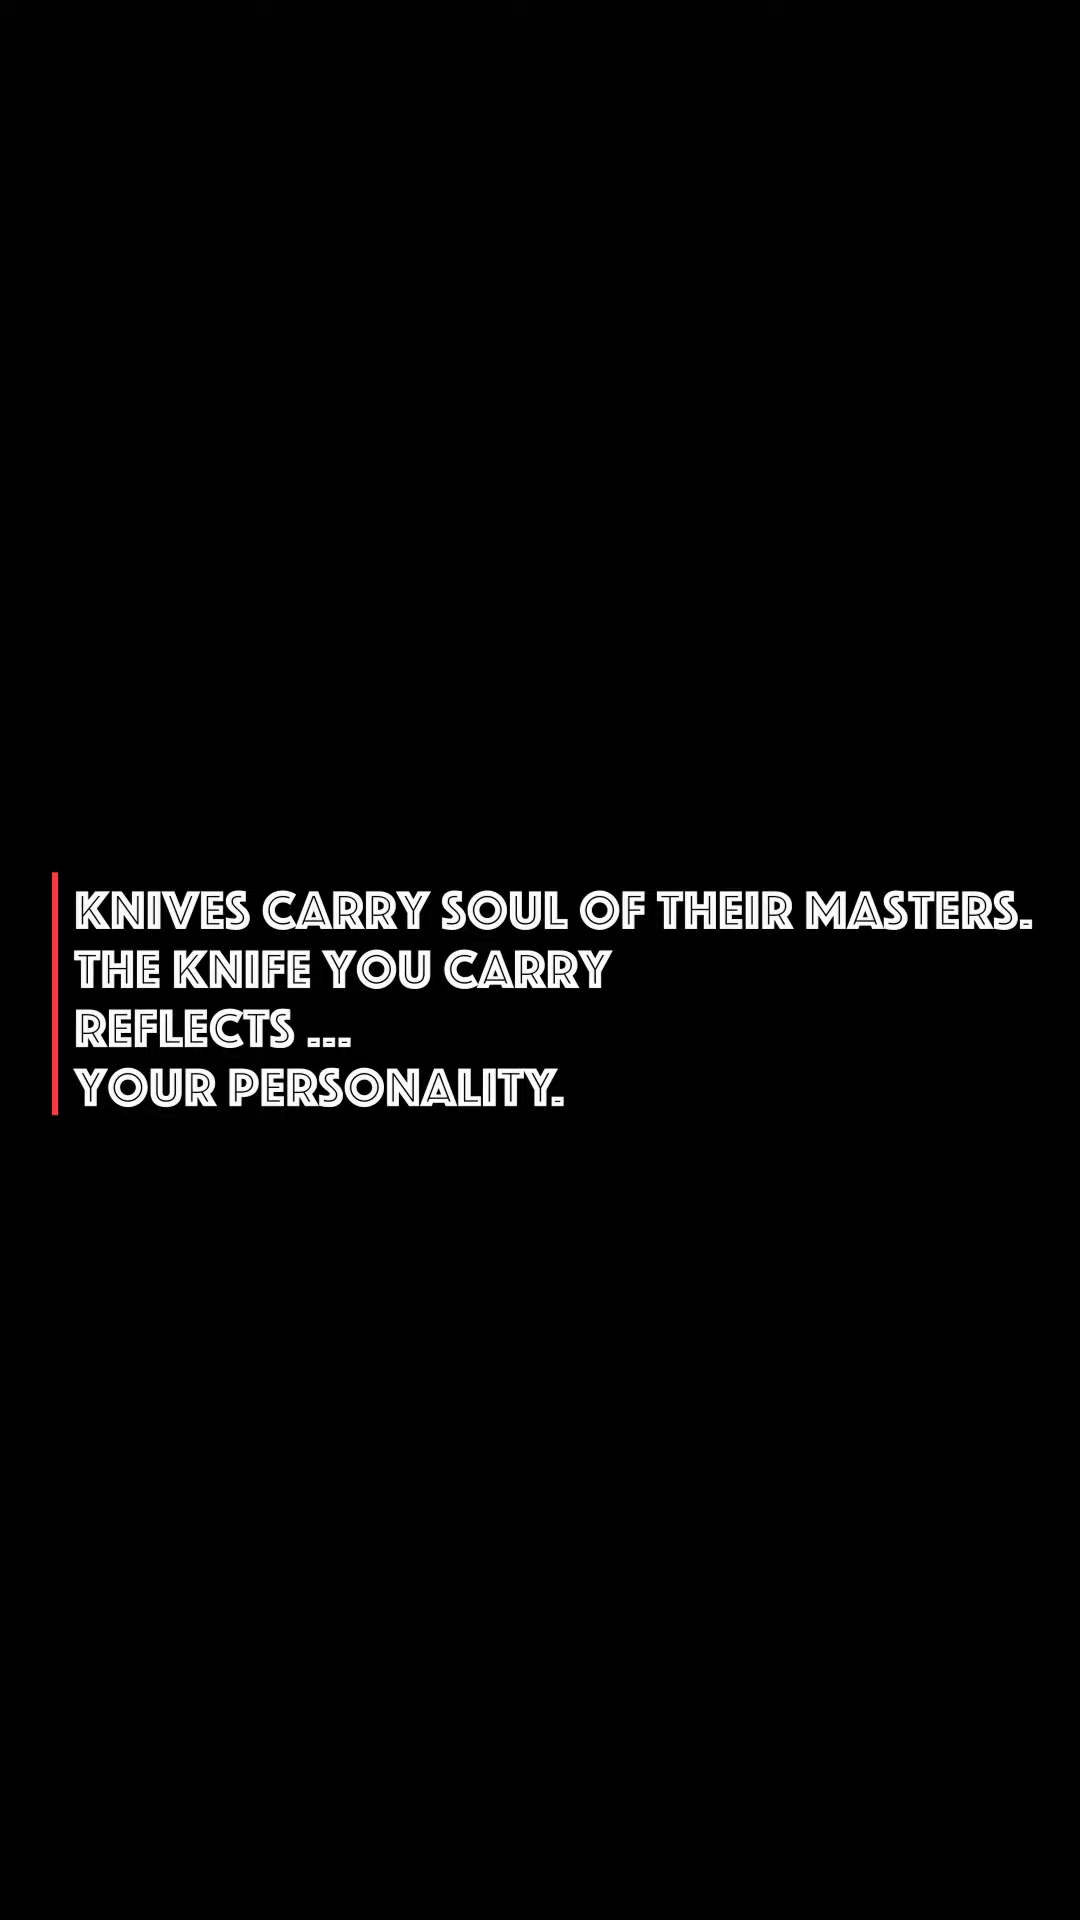 KNIVES CARRY SOUL OF THEIR MASTERS.
THE KNIFE YOU CARRY
REFLECTS ...
YOUR PERSONALITY.